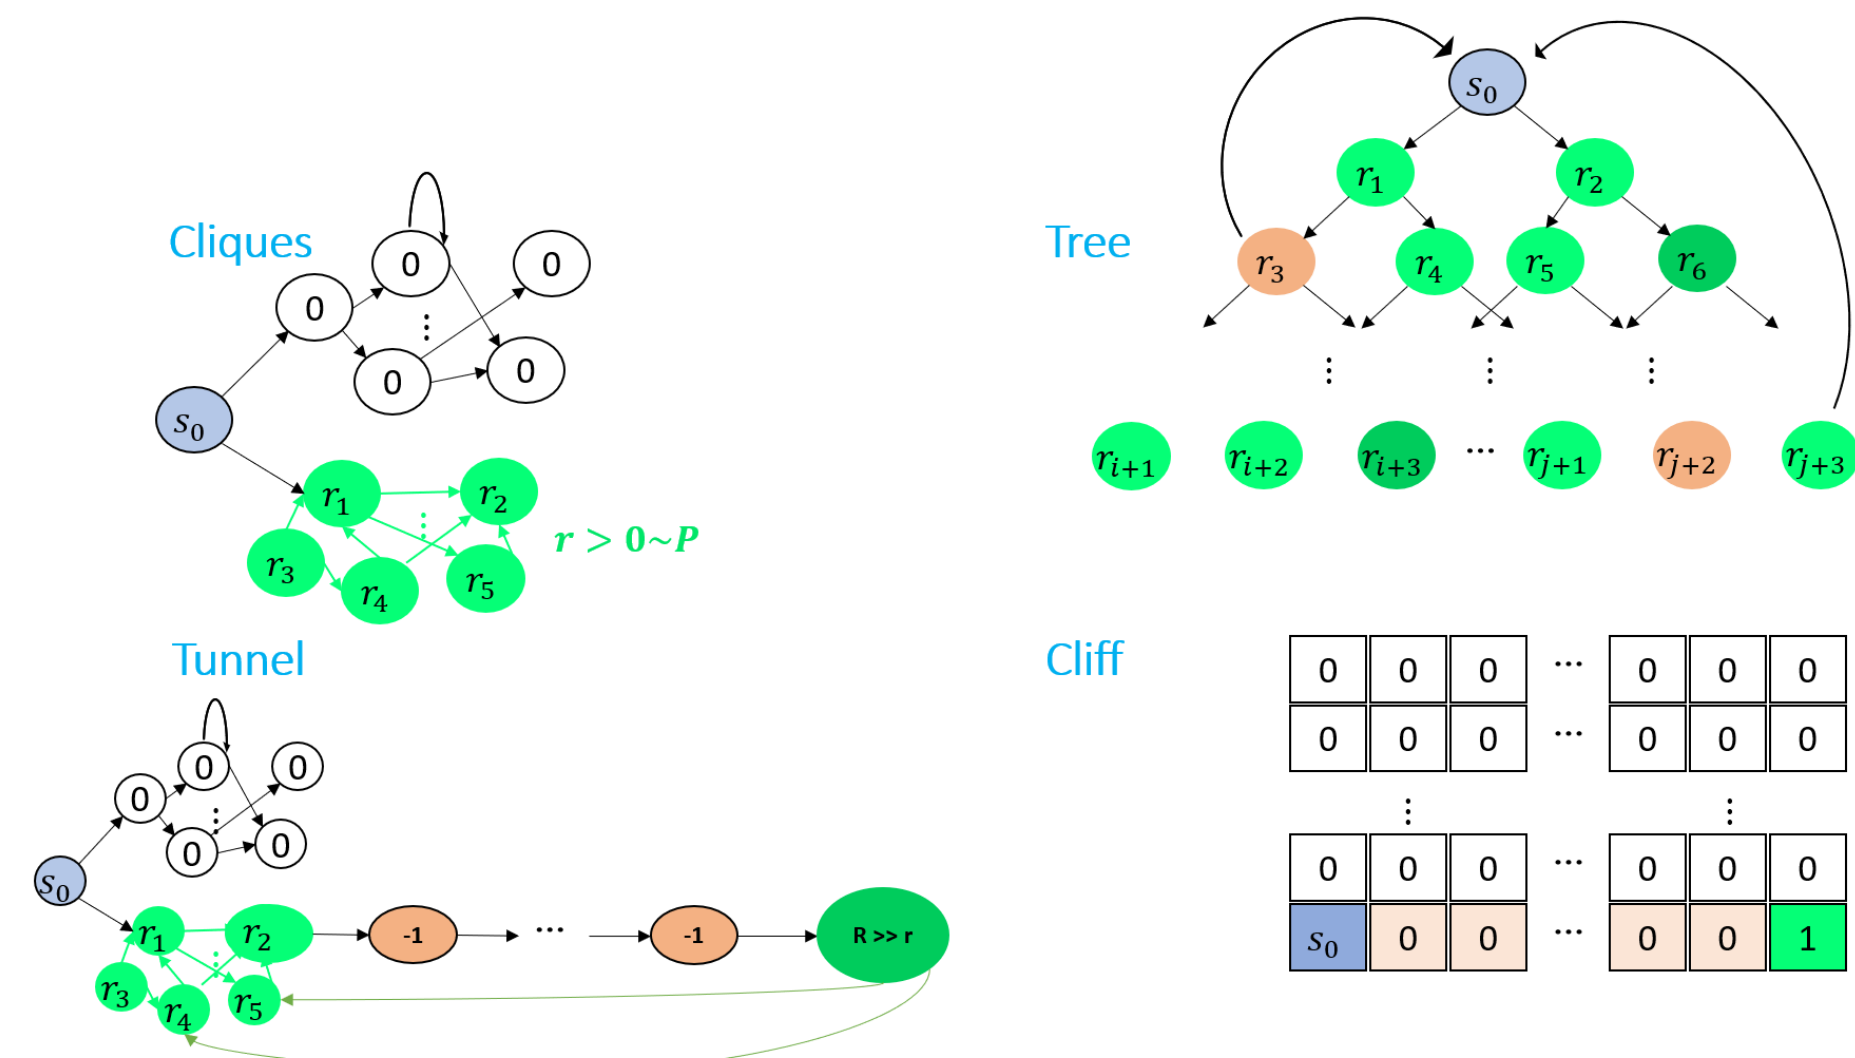 Cliques
0
0
0
0
0
s₀
r₁
r₂
r₃
r₄
r₅
r > 0~P
Tree
s₀
r₁
r₂
r₃
r₄
r₅
r₆
⋮ ⋮ ⋮
rᵢ₊₁ rᵢ₊₂ rᵢ₊₃ ... rⱼ₊₁ rⱼ₊₂ rⱼ₊₃
Tunnel
0
0
0
0
0
s₀
r₁
r₂
r₃
r₄
r₅
-1 ... -1 R >> r
Cliff
0 0 0 ... 0 0 0
0 0 0 ... 0 0 0
⋮ ⋮
0 0 0 ... 0 0 0
s₀ 0 0 ... 0 0 1